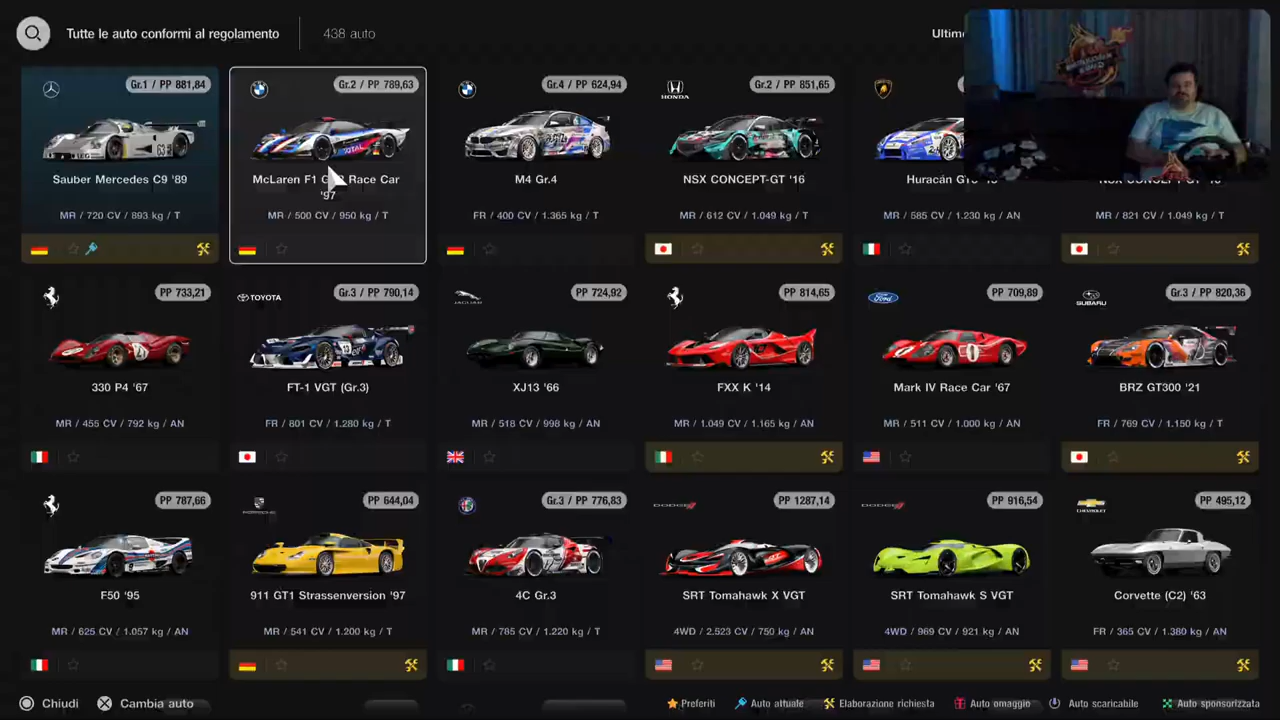 Tutte le auto conformi al regolamento
438 auto
Gr.1 / PP 881,84
Sauber Mercedes C9 '89
MR / 720 CV / 893 kg / T
Gr.2 / PP 789,63
McLaren F1 Race Car
'97
MR / 500 CV / 950 kg / T
Gr.4 / PP 624,94
M4 Gr.4
FR / 400 CV / 1.365 kg / T
HONDA
Gr.2 / PP 851,65
NSX CONCEPT-GT '16
MR / 612 CV / 1.049 kg / T
Huracán
MR / 585 CV / 1.230 kg / AN
MR / 821 CV / 1.049 kg / T
PP 733,21
330 P4 '67
MR / 455 CV / 792 kg / AN
TOYOTA
Gr.3 / PP 790,14
FT-1 VGT (Gr.3)
FR / 801 CV / 1.280 kg / T
JAGUAR
PP 724,92
XJ13 '66
MR / 518 CV / 998 kg / AN
PP 814,65
FXX K '14
MR / 1.049 CV / 1.165 kg / AN
Ford
PP 709,89
Mark IV Race Car '67
MR / 511 CV / 1.000 kg / AN
SUBARU
Gr.3 / PP 820,36
BRZ GT300 '21
FR / 769 CV / 1.150 kg / T
PP 787,66
F50 '95
MR / 625 CV / 1.057 kg / AN
PORSCHE
PP 644,04
911 GT1 Strassenversion '97
MR / 541 CV / 1.200 kg / T
Gr.3 / PP 776,83
4C Gr.3
MR / 785 CV / 1.220 kg / T
DODGE
PP 1287,14
SRT Tomahawk X VGT
4WD / 2.523 CV / 750 kg / AN
DODGE
PP 916,54
SRT Tomahawk S VGT
4WD / 969 CV / 921 kg / AN
CHEVROLET
PP 495,12
Corvette (C2) '63
FR / 365 CV / 1.380 kg / AN
Chiudi
Cambia auto
Preferiti
Auto attuale
Elaborazione richiesta
Auto omaggio
Auto scaricabile
Auto sponsorizzata